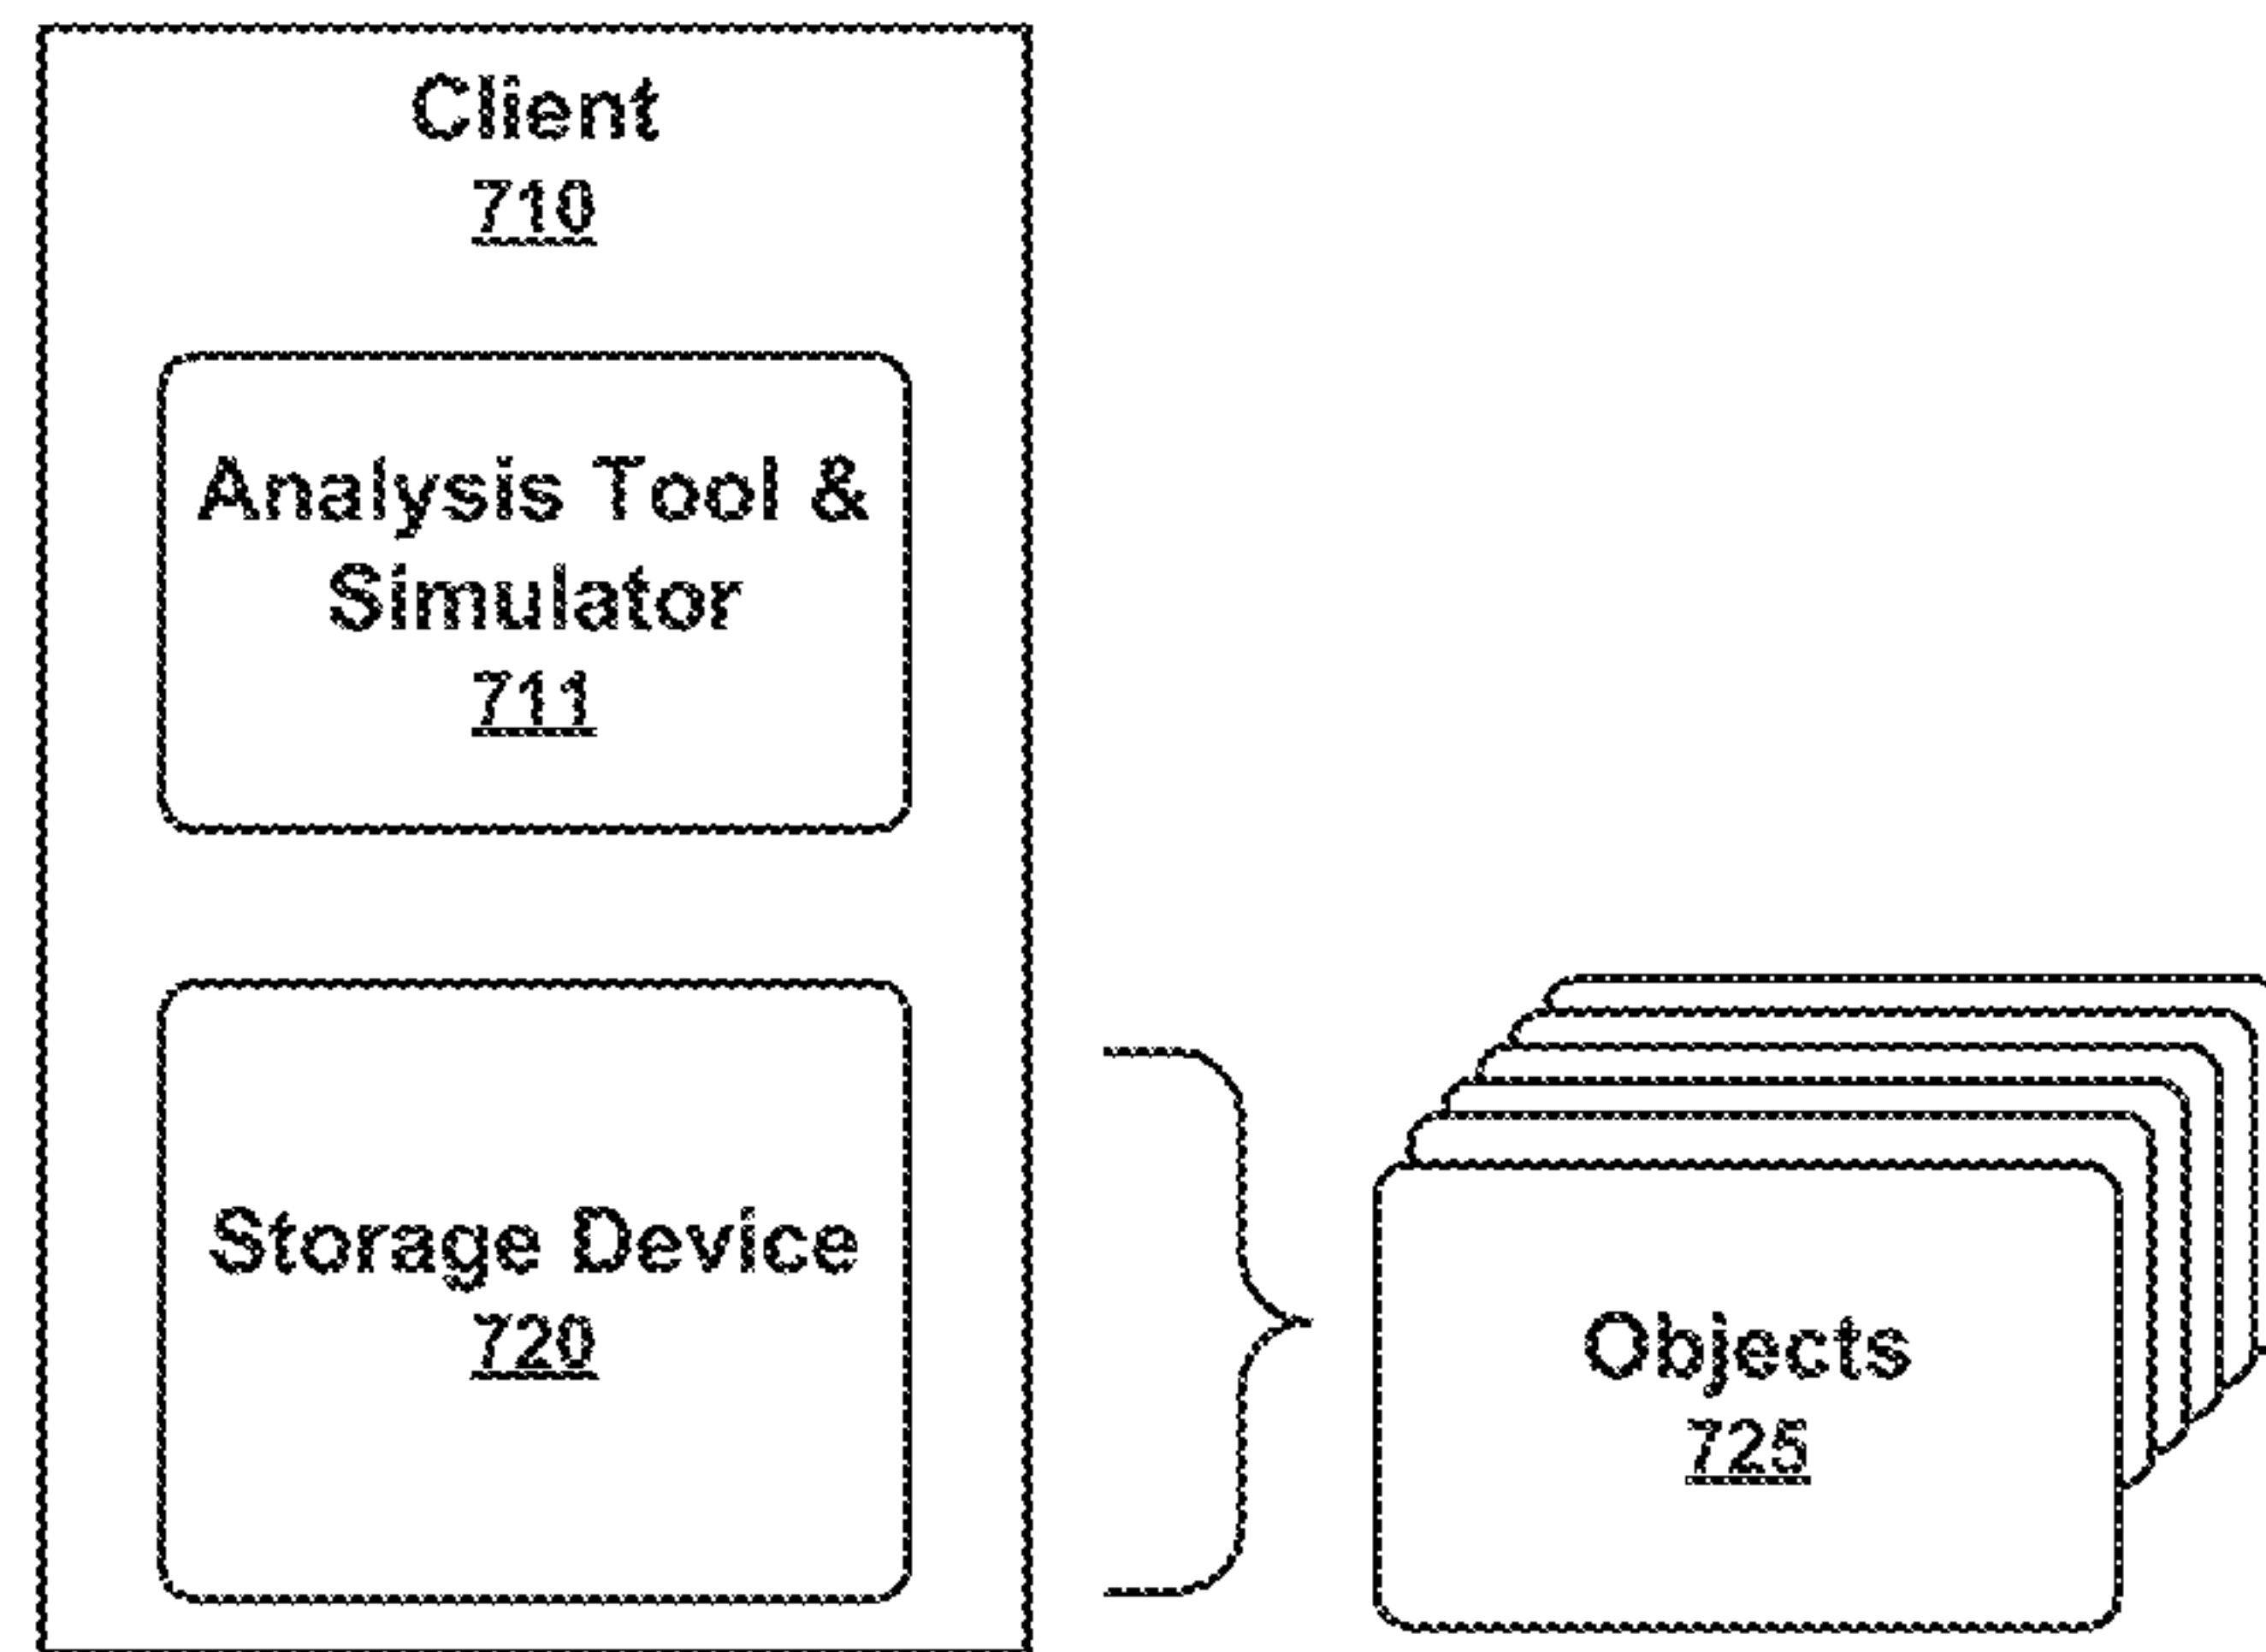 Client
710
Analysis Tool &
Simulator
711
Storage Device
720
Objects
725